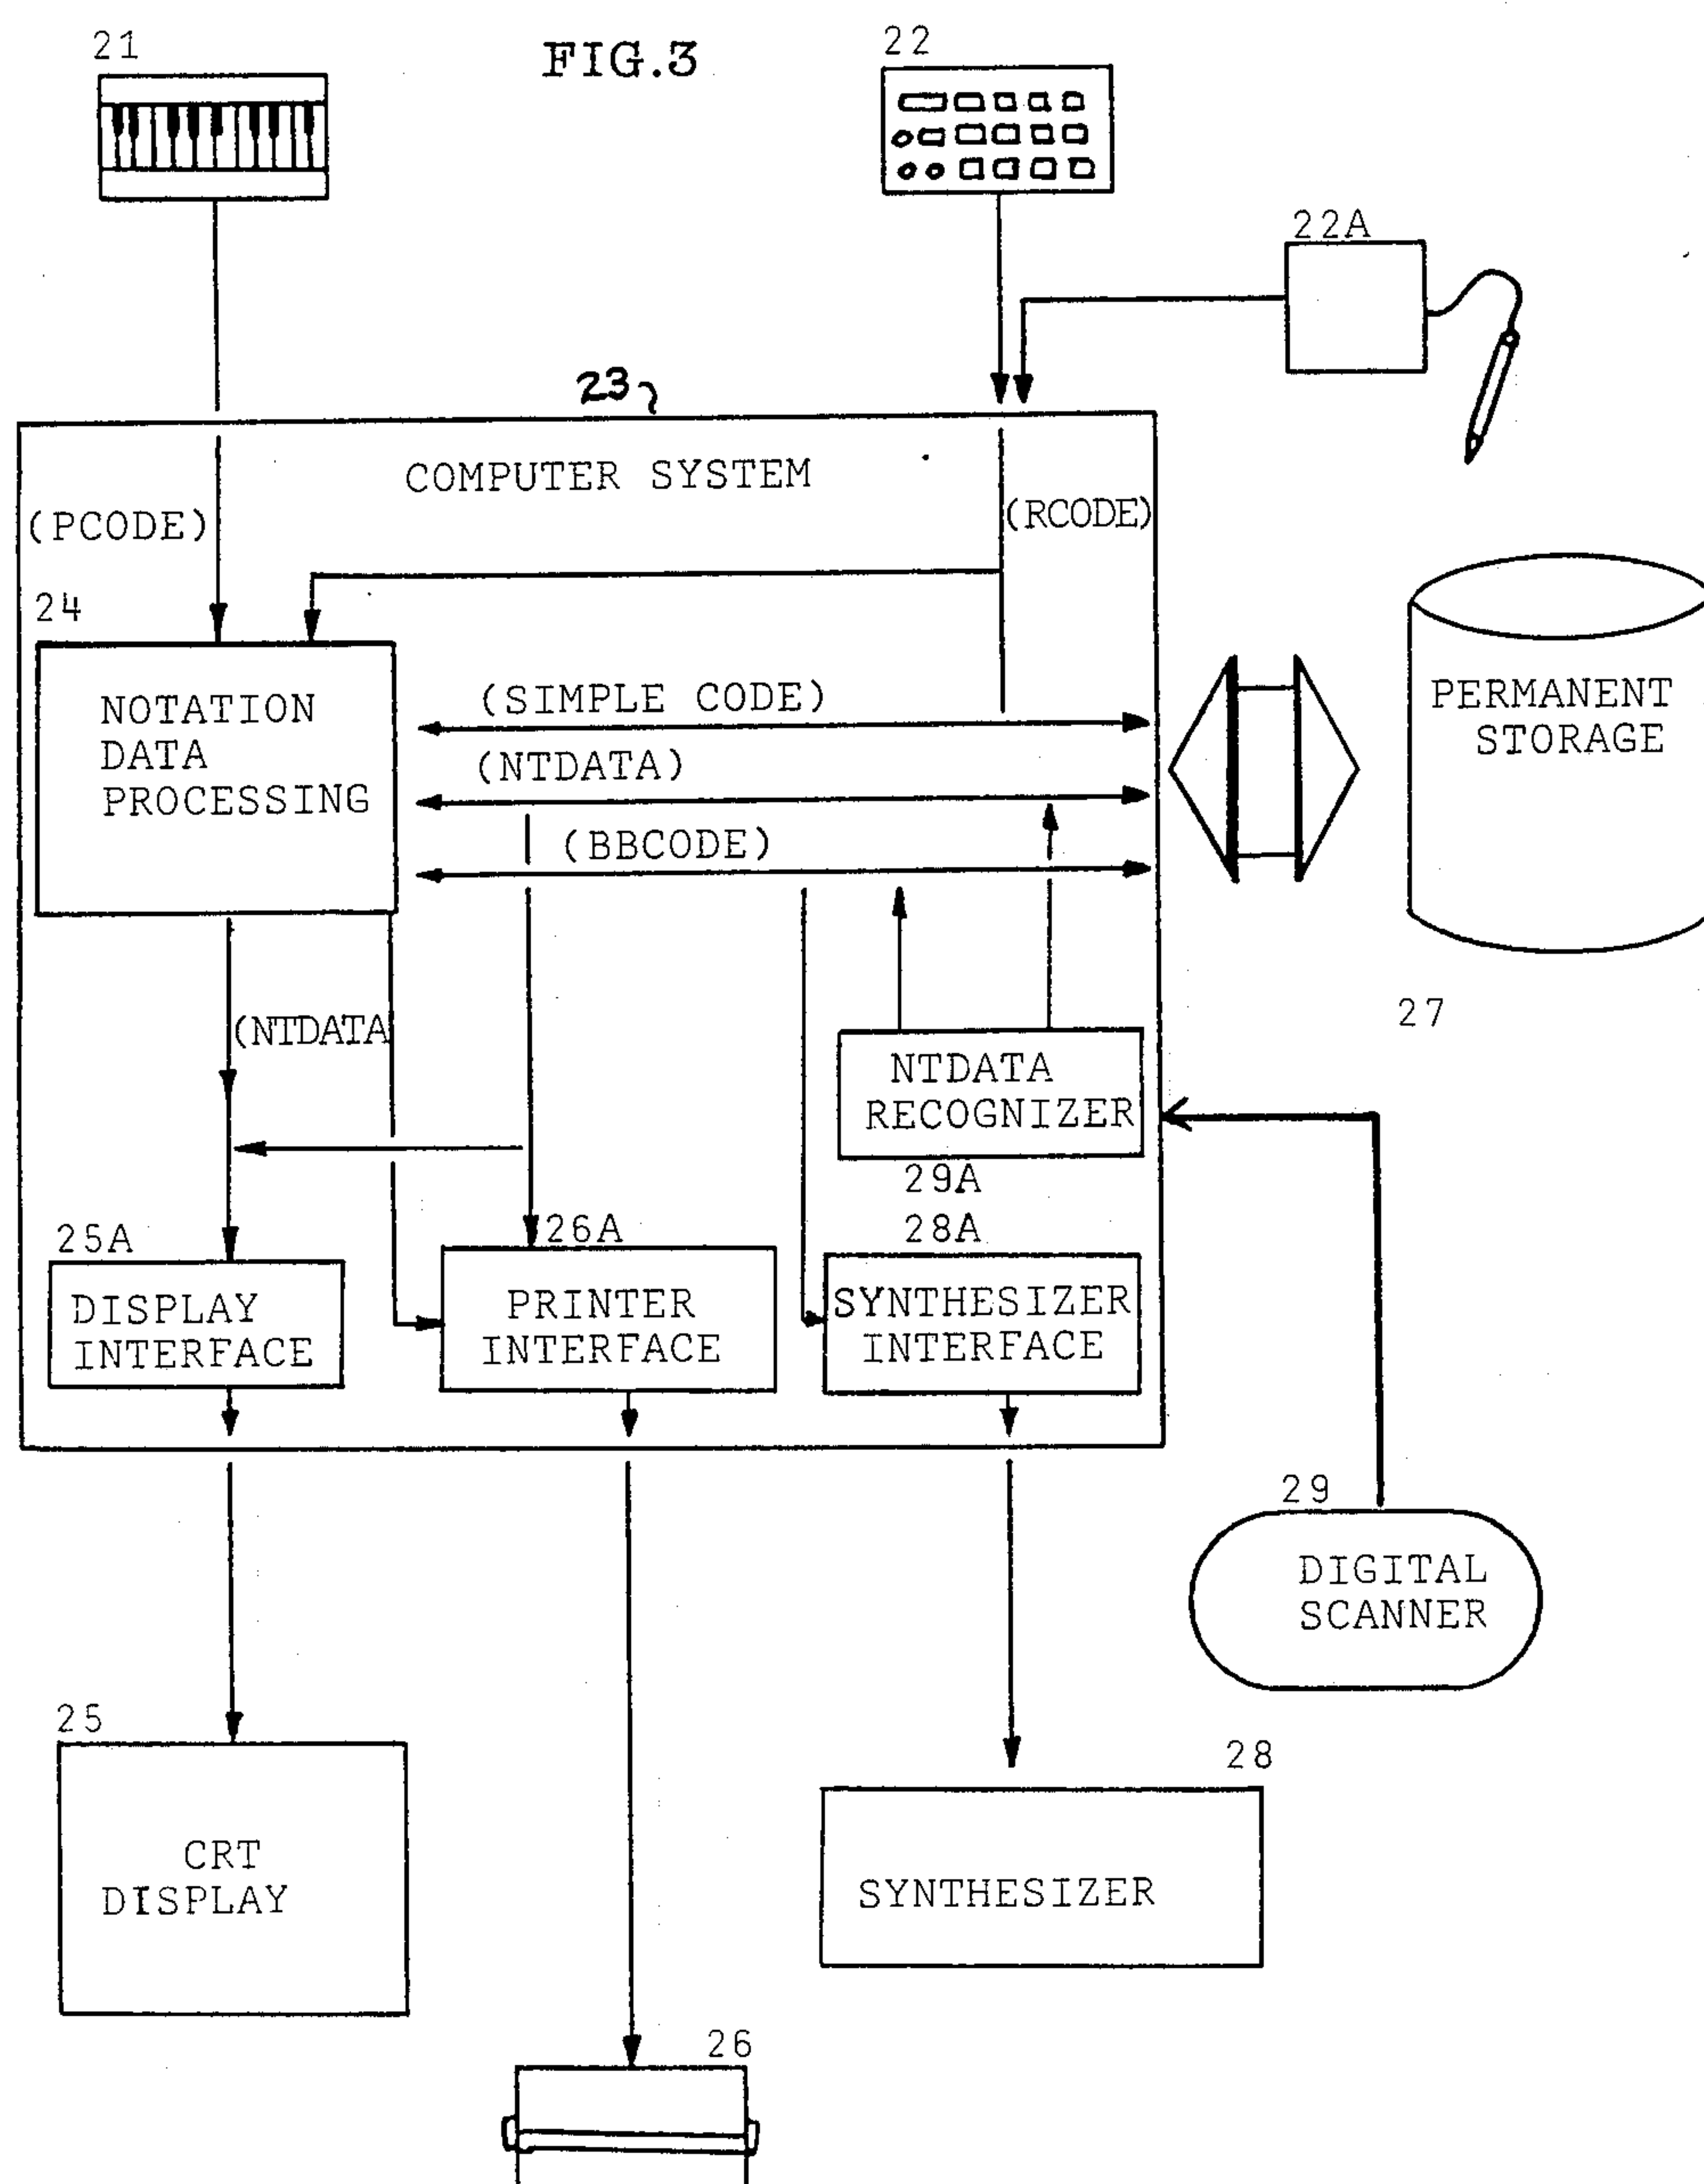 21
FIG.3
22
22A
23
COMPUTER SYSTEM
(PCODE)
(RCODE)
24
NOTATION
DATA
PROCESSING
(SIMPLE CODE)
(NTDATA)
(BBCODE)
PERMANENT
STORAGE
27
(NTDATA
NTDATA
RECOGNIZER
29A
28A
25A
26A
DISPLAY
INTERFACE
PRINTER
INTERFACE
SYNTHESIZER
INTERFACE
29
DIGITAL
SCANNER
25
CRT
DISPLAY
28
SYNTHESIZER
26